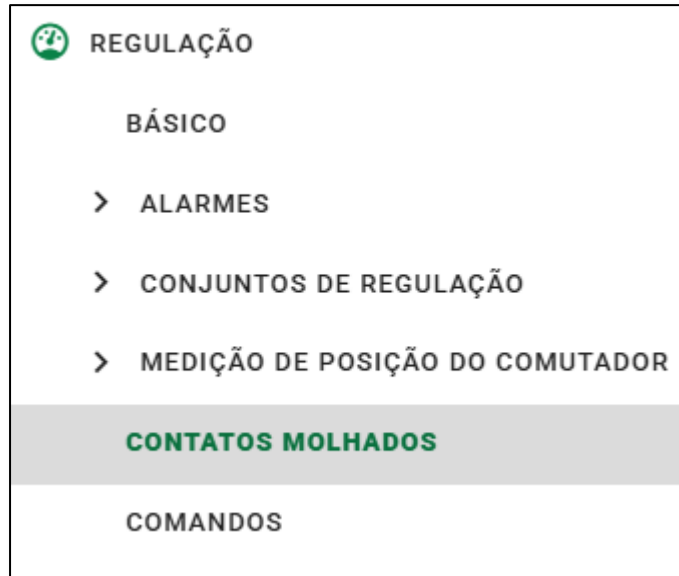 REGULAÇÃO
BÁSICO
ALARMES
CONJUNTOS DE REGULAÇÃO
MEDIÇÃO DE POSIÇÃO DO COMUTADOR
CONTATOS MOLHADOS
COMANDOS